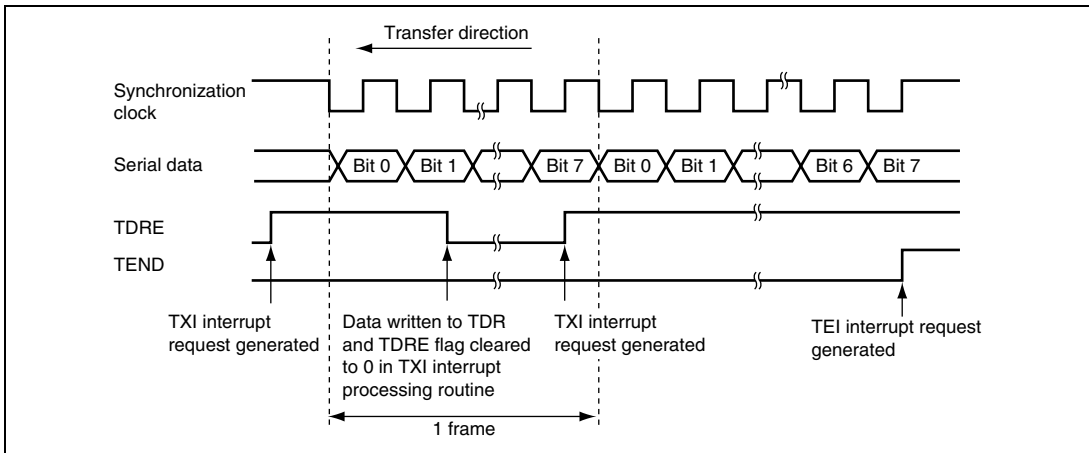 Transfer direction
Synchronization
clock
Serial data
Bit 0
Bit 1
Bit 7
Bit 0
Bit 1
Bit 6
Bit 7
TDRE
TEND
TXI interrupt
request generated
Data written to TDR
and TDRE flag cleared
to 0 in TXI interrupt
processing routine
TXI interrupt
request generated
TEI interrupt request
generated
1 frame